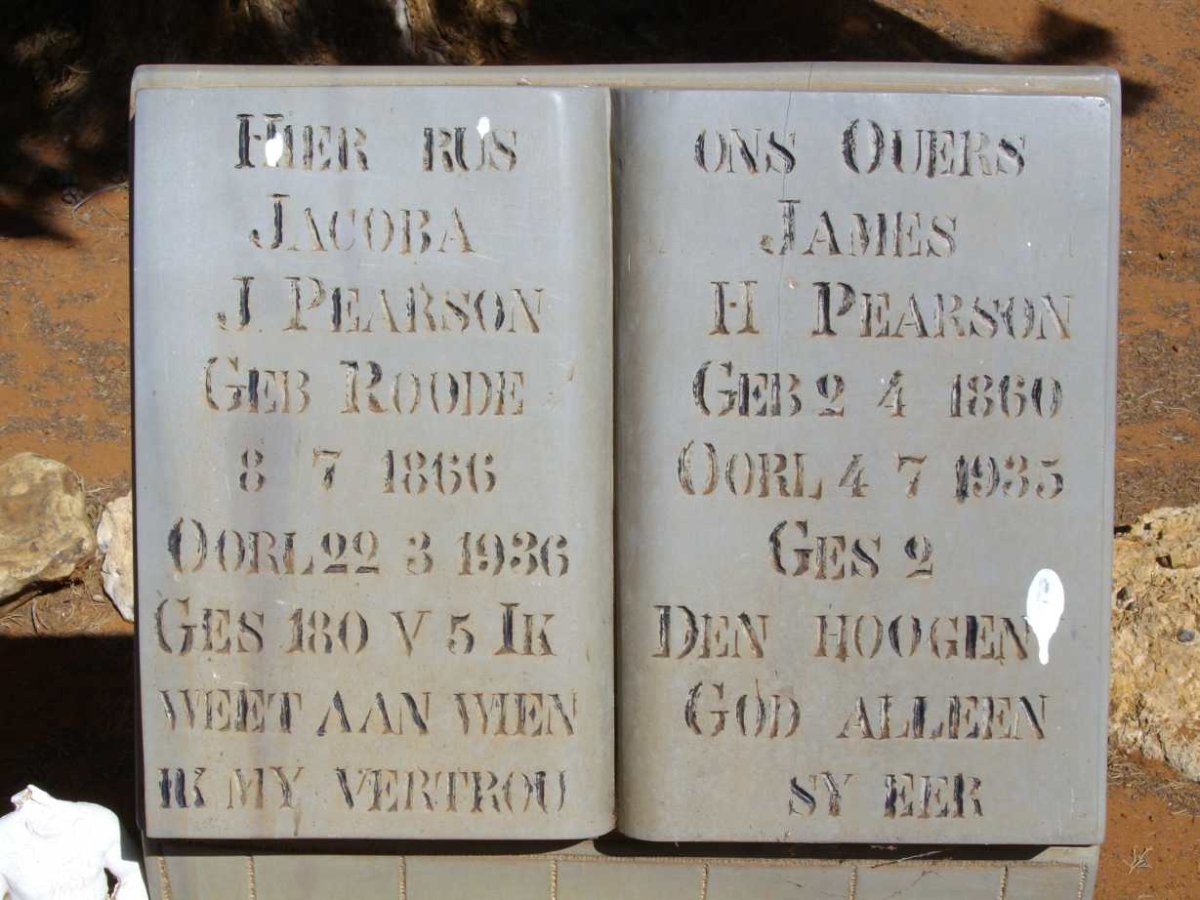 HIER RUS
JACOBA
J PEARSON
GEB ROODE
8 7 1866
OORL 22 3 1936
GES 180 V 5 IK
WEET AAN WIEN
IK MY VERTROU
ONS OUERS
JAMES
H PEARSON
GEB 2 4 1860
OORL 4 7 1935
GES 2
DEN HOOGEN
GOD ALLEEN
SY EER